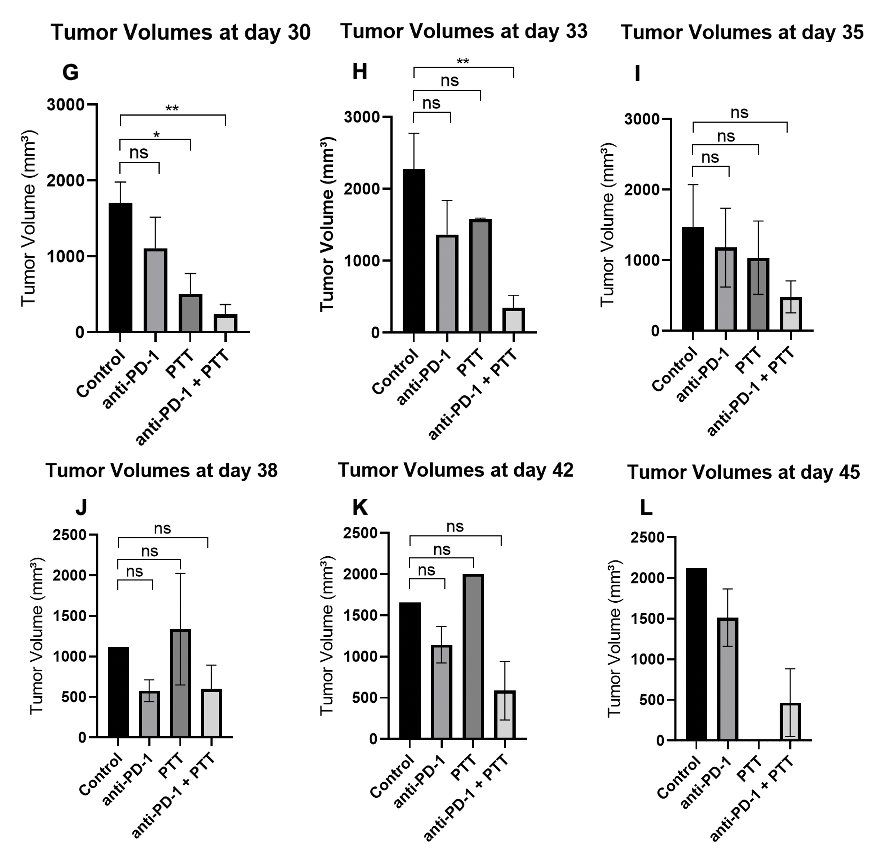 Tumor Volumes at day 30
G
**
*
ns
3000
2000
1000
0
Tumor Volume (mm³)
Control
anti-PD-1
PTT
anti-PD-1 + PTT
Tumor Volumes at day 33
H
**
ns
ns
3000
2000
1000
0
Tumor Volume (mm³)
Control
anti-PD-1
PTT
anti-PD-1 + PTT
Tumor Volumes at day 35
I
ns
ns
ns
3000
2000
1000
0
Tumor Volume (mm³)
Control
anti-PD-1
PTT
anti-PD-1 + PTT
Tumor Volumes at day 38
J
ns
ns
ns
2500
2000
1500
1000
500
0
Tumor Volume (mm³)
Control
anti-PD-1
PTT
anti-PD-1 + PTT
Tumor Volumes at day 42
K
ns
ns
ns
2500
2000
1500
1000
500
0
Tumor Volume (mm³)
Control
anti-PD-1
PTT
anti-PD-1 + PTT
Tumor Volumes at day 45
L
2500
2000
1500
1000
500
0
Tumor Volume (mm³)
Control
anti-PD-1
PTT
anti-PD-1 + PTT